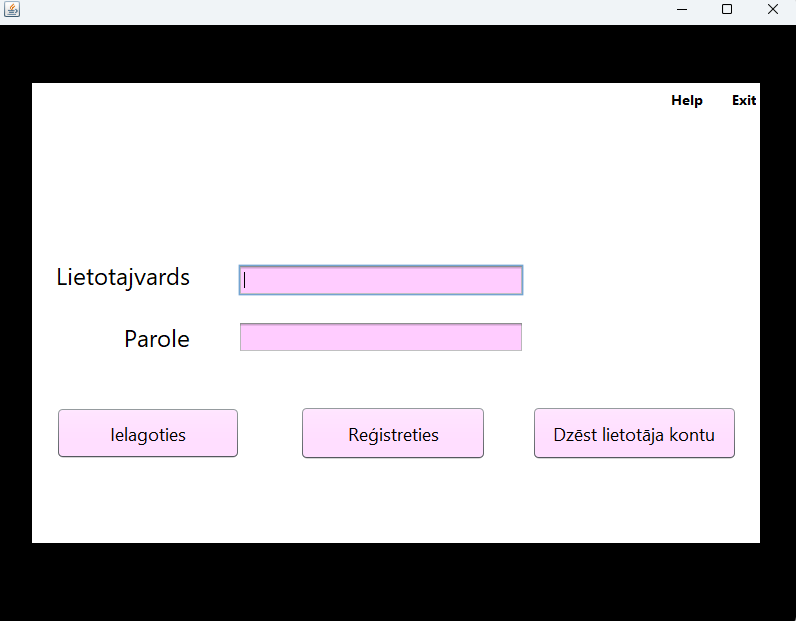 Help Exit
Lietotajvards
Parole
Ielagoties Reģistreties Dzēst lietotāja kontu